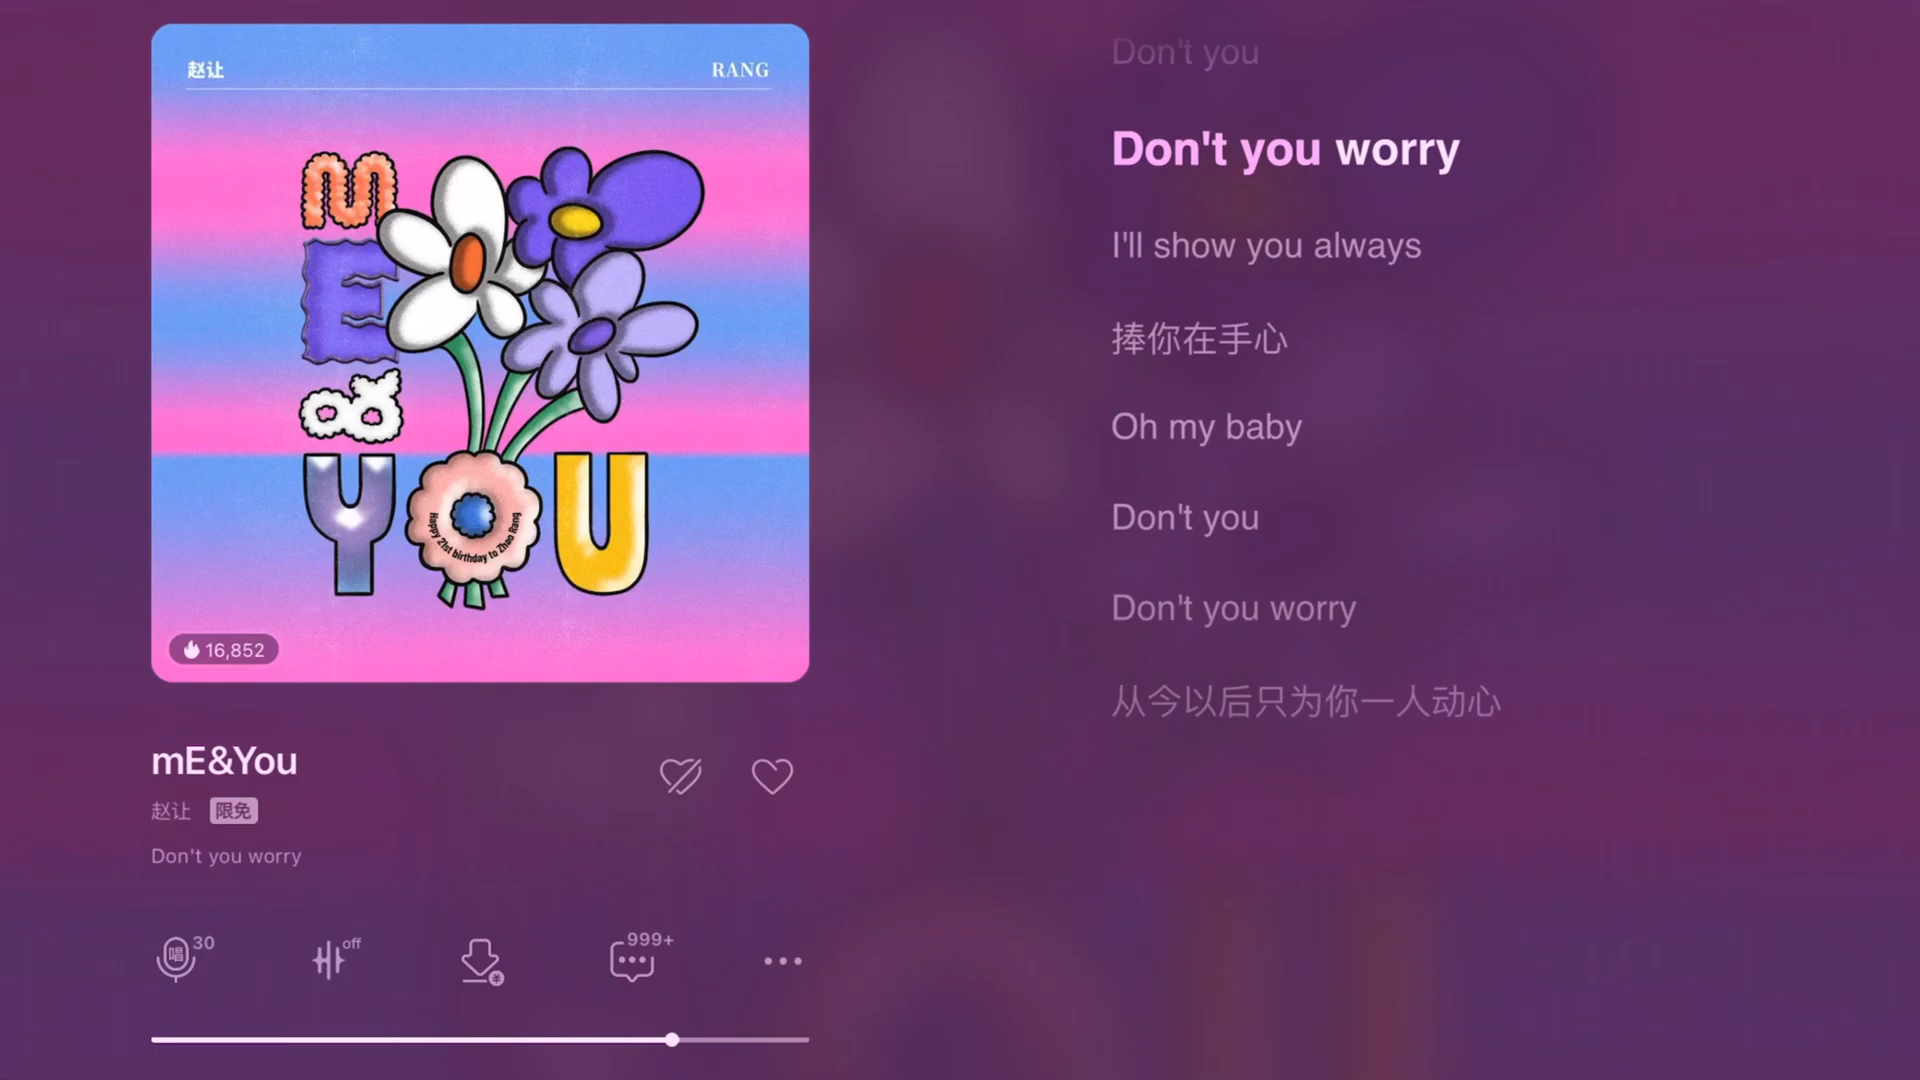 赵让
RANG
mE
&
YOU
Happy 21st birthday to Zhao Rang
16,852
mE&You
赵让 限免
Don't you worry
唱 30
off
999+
Don't you
Don't you worry
I'll show you always
捧你在手心
Oh my baby
Don't you
Don't you worry
从今以后只为你一人动心